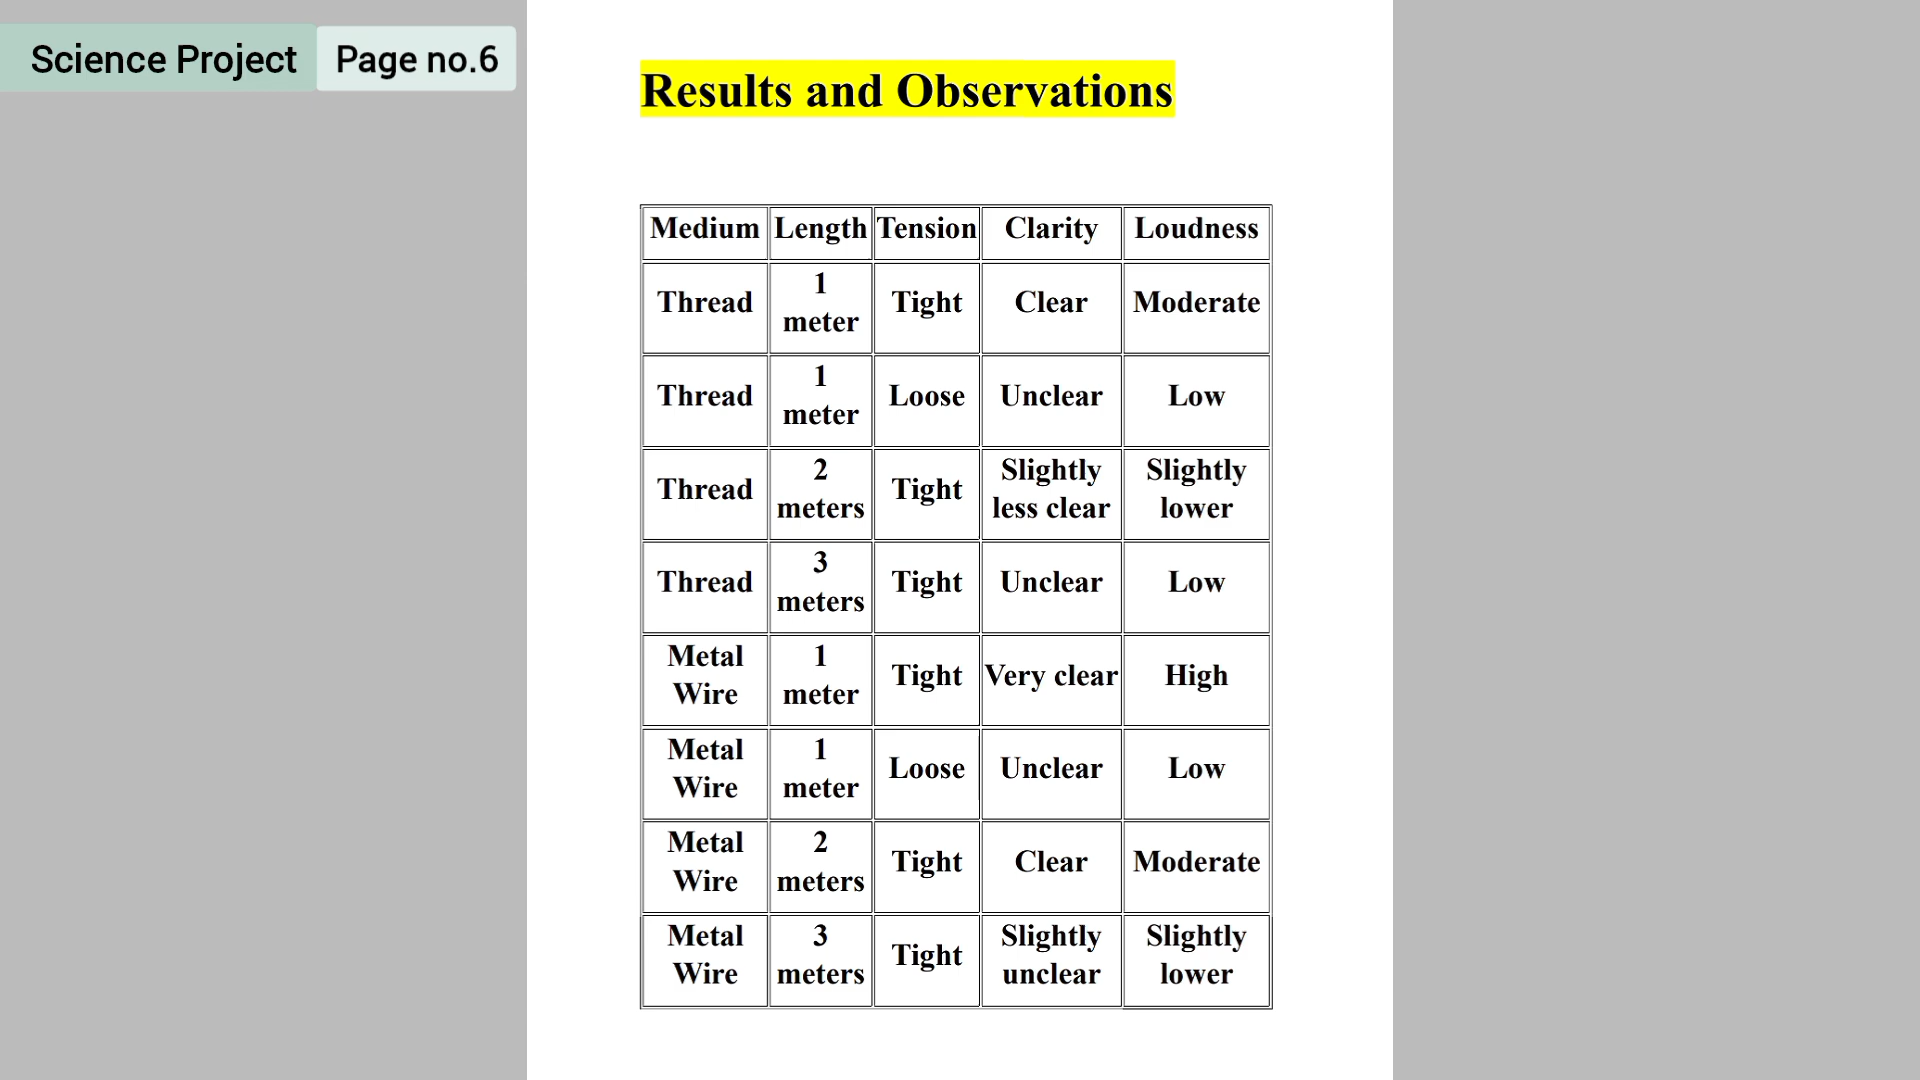 Science Project Page no.6
Results and Observations
Medium Length Tension Clarity Loudness
Thread 1 meter Tight Clear Moderate
Thread 1 meter Loose Unclear Low
Thread 2 meters Tight Slightly less clear Slightly lower
Thread 3 meters Tight Unclear Low
Metal Wire 1 meter Tight Very clear High
Metal Wire 1 meter Loose Unclear Low
Metal Wire 2 meters Tight Clear Moderate
Metal Wire 3 meters Tight Slightly unclear Slightly lower